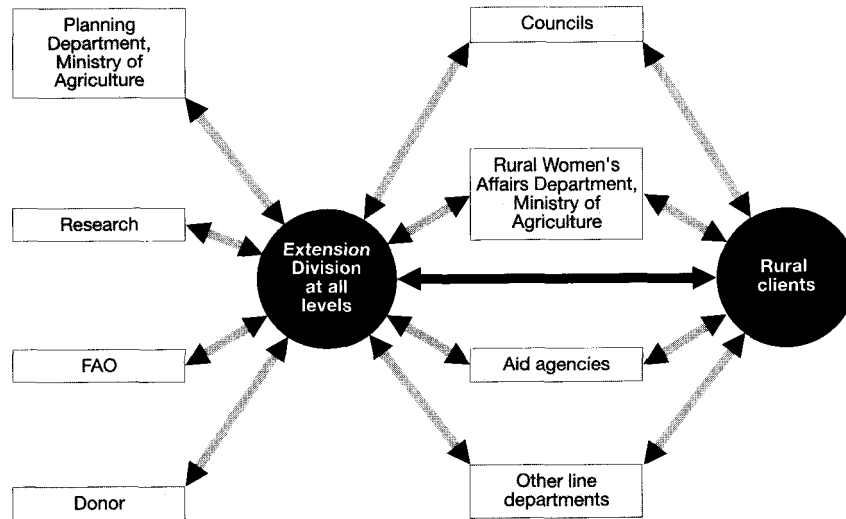 Planning
Department,
Ministry of
Agriculture
Research
FAO
Donor
Extension
Division
at all
levels
Councils
Rural Women's
Affairs Department,
Ministry of
Agriculture
Aid agencies
Other line
departments
Rural
clients